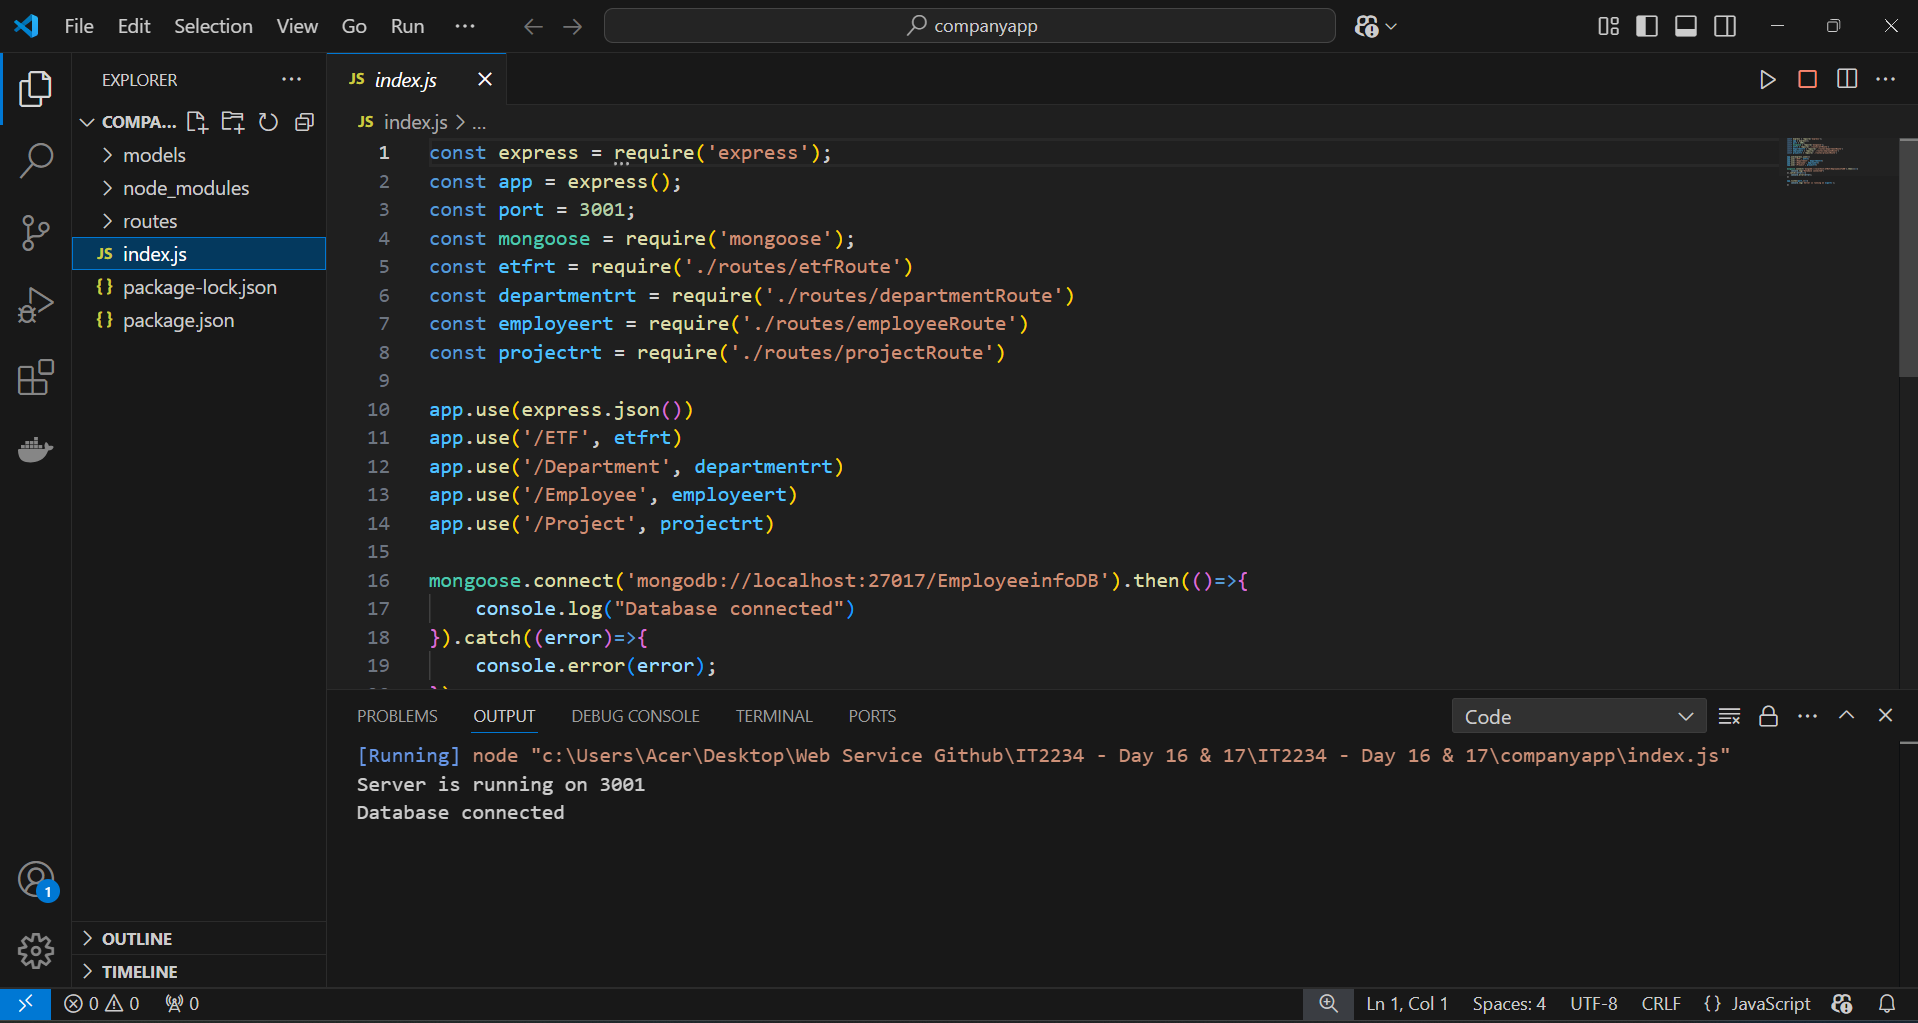 File Edit Selection View Go Run ··· companyapp
EXPLORER ···
COMPA...
models
node_modules
routes
JS index.js
{} package-lock.json
{} package.json
OUTLINE
TIMELINE
JS index.js
JS index.js > ...
1 const express = require('express');
2 const app = express();
3 const port = 3001;
4 const mongoose = require('mongoose');
5 const etfrt = require('./routes/etfRoute')
6 const departmentrt = require('./routes/departmentRoute')
7 const employeert = require('./routes/employeeRoute')
8 const projectrt = require('./routes/projectRoute')
9
10 app.use(express.json())
11 app.use('/ETF', etfrt)
12 app.use('/Department', departmentrt)
13 app.use('/Employee', employeert)
14 app.use('/Project', projectrt)
15
16 mongoose.connect('mongodb://localhost:27017/EmployeeinfoDB').then(()=>{
17 console.log("Database connected")
18 }).catch((error)=>{
19 console.error(error);
PROBLEMS OUTPUT DEBUG CONSOLE TERMINAL PORTS Code
[Running] node "c:\Users\Acer\Desktop\Web Service Github\IT2234 - Day 16 & 17\IT2234 - Day 16 & 17\companyapp\index.js"
Server is running on 3001
Database connected
1
0 0 0 Ln 1, Col 1 Spaces: 4 UTF-8 CRLF {} JavaScript